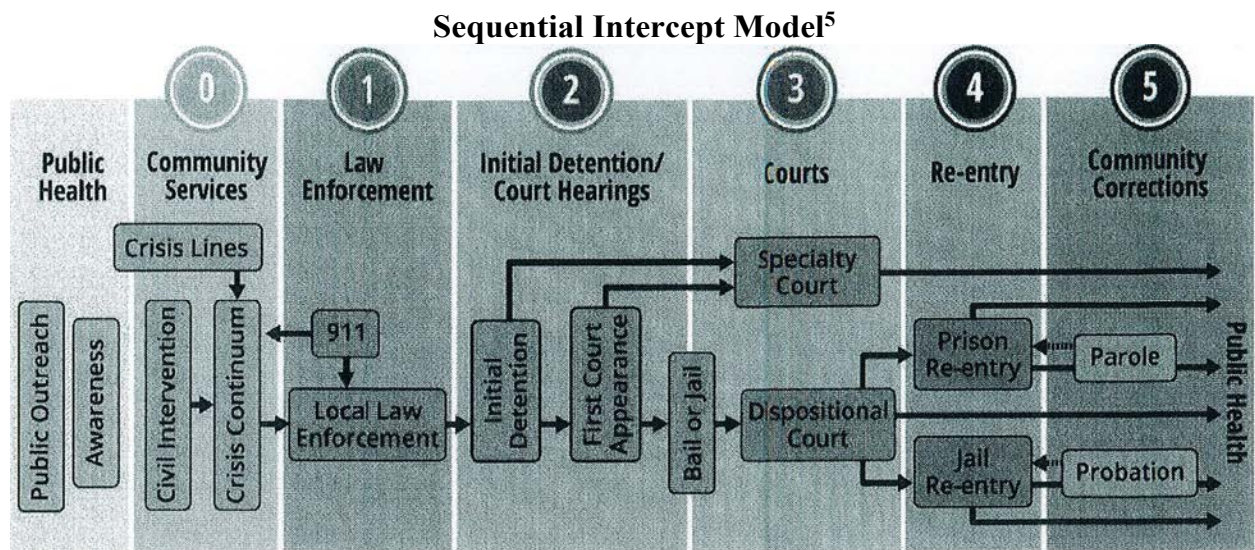 Sequential Intercept Model5
0
1
2
3
4
5
Public
Health
Community
Services
Law
Enforcement
Initial Detention/
Court Hearings
Courts
Re-entry
Community
Corrections
Public Outreach
Awareness
Crisis Lines
Civil Intervention
Crisis Continuum
911
Local Law
Enforcement
Initial
Detention
First Court
Appearance
Bail or Jail
Specialty
Court
Dispositional
Court
Prison
Re-entry
Jail
Re-entry
Parole
Probation
Public Health